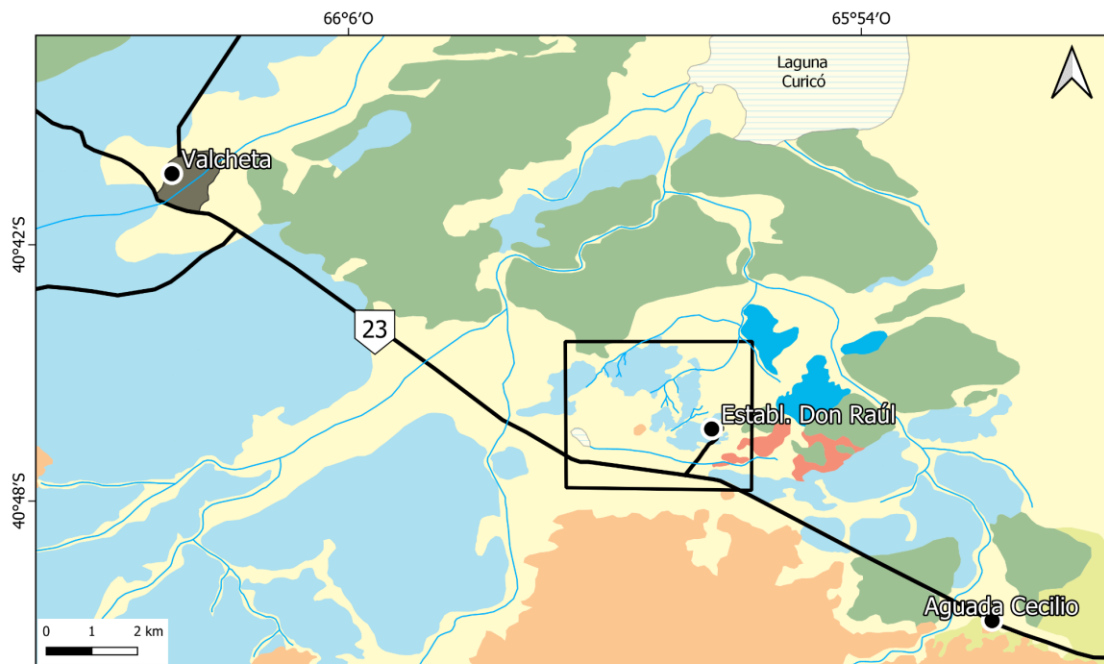 66°6'O
65°54'O
Laguna
Curicó
Valcheta
40°42'S
23
Establ. Don Raúl
40°48'S
Aguada Cecilio
0 1 2 km